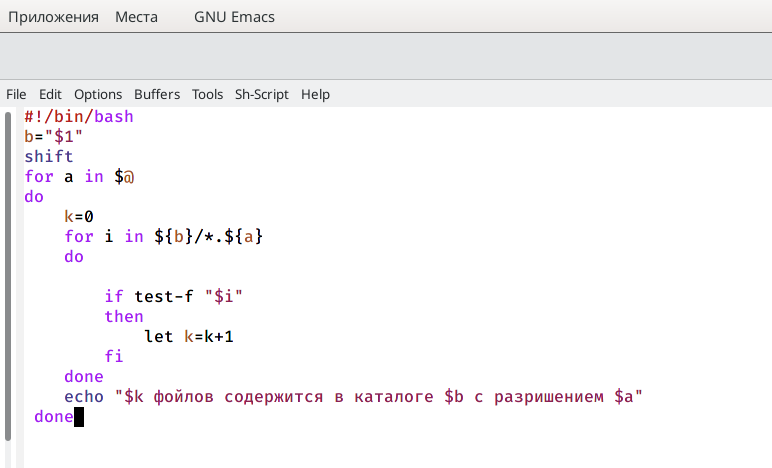 Приложения Места GNU Emacs
File Edit Options Buffers Tools Sh-Script Help
#!/bin/bash
b="$1"
shift
for a in $@
do
    k=0
    for i in ${b}/*.${a}
    do
        if test-f "$i"
        then
            let k=k+1
        fi
    done
    echo "$k фойлов содержится в каталоге $b с разришением $a"
 done